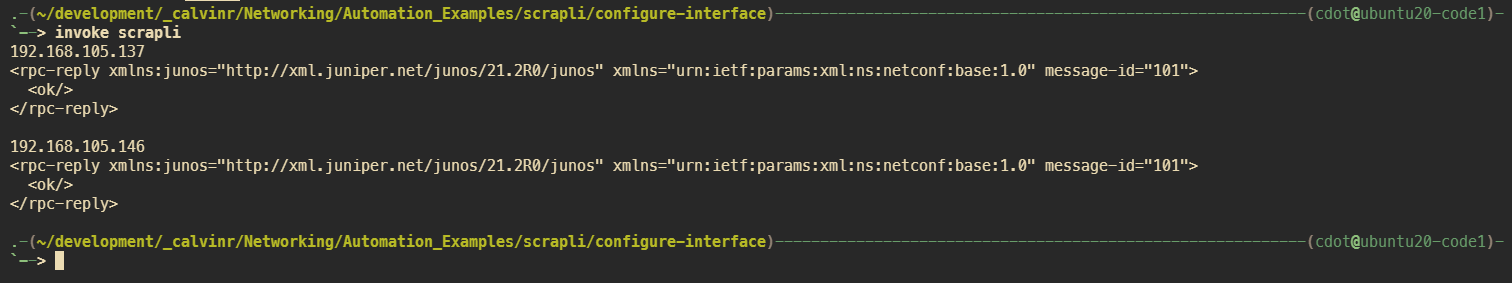 .-(~/development/_calvinr/Networking/Automation_Examples/scrapli/configure-interface)-----------------------------------------------------------(cdot@ubuntu20-code1)-
`--> invoke scrapli
192.168.105.137
<rpc-reply xmlns:junos="http://xml.juniper.net/junos/21.2R0/junos" xmlns="urn:ietf:params:xml:ns:netconf:base:1.0" message-id="101">
  <ok/>
</rpc-reply>

192.168.105.146
<rpc-reply xmlns:junos="http://xml.juniper.net/junos/21.2R0/junos" xmlns="urn:ietf:params:xml:ns:netconf:base:1.0" message-id="101">
  <ok/>
</rpc-reply>

.-(~/development/_calvinr/Networking/Automation_Examples/scrapli/configure-interface)-----------------------------------------------------------(cdot@ubuntu20-code1)-
`-->